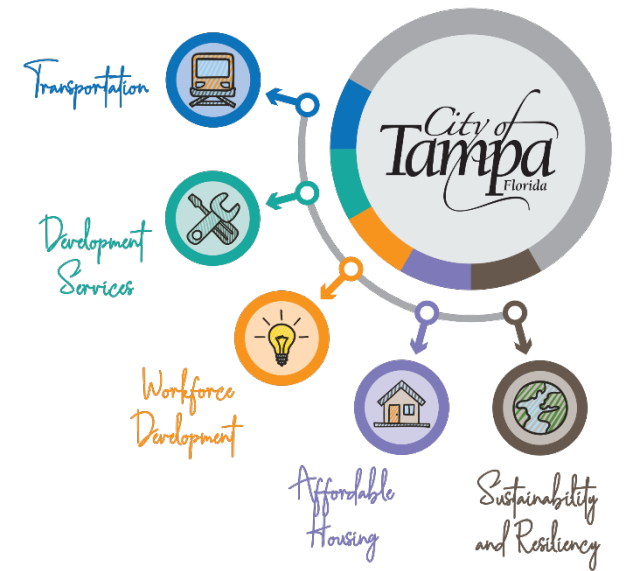 City of
Tampa
Florida
Transportation
Development
Services
Workforce
Development
Affordable
Housing
Sustainability
and Resiliency